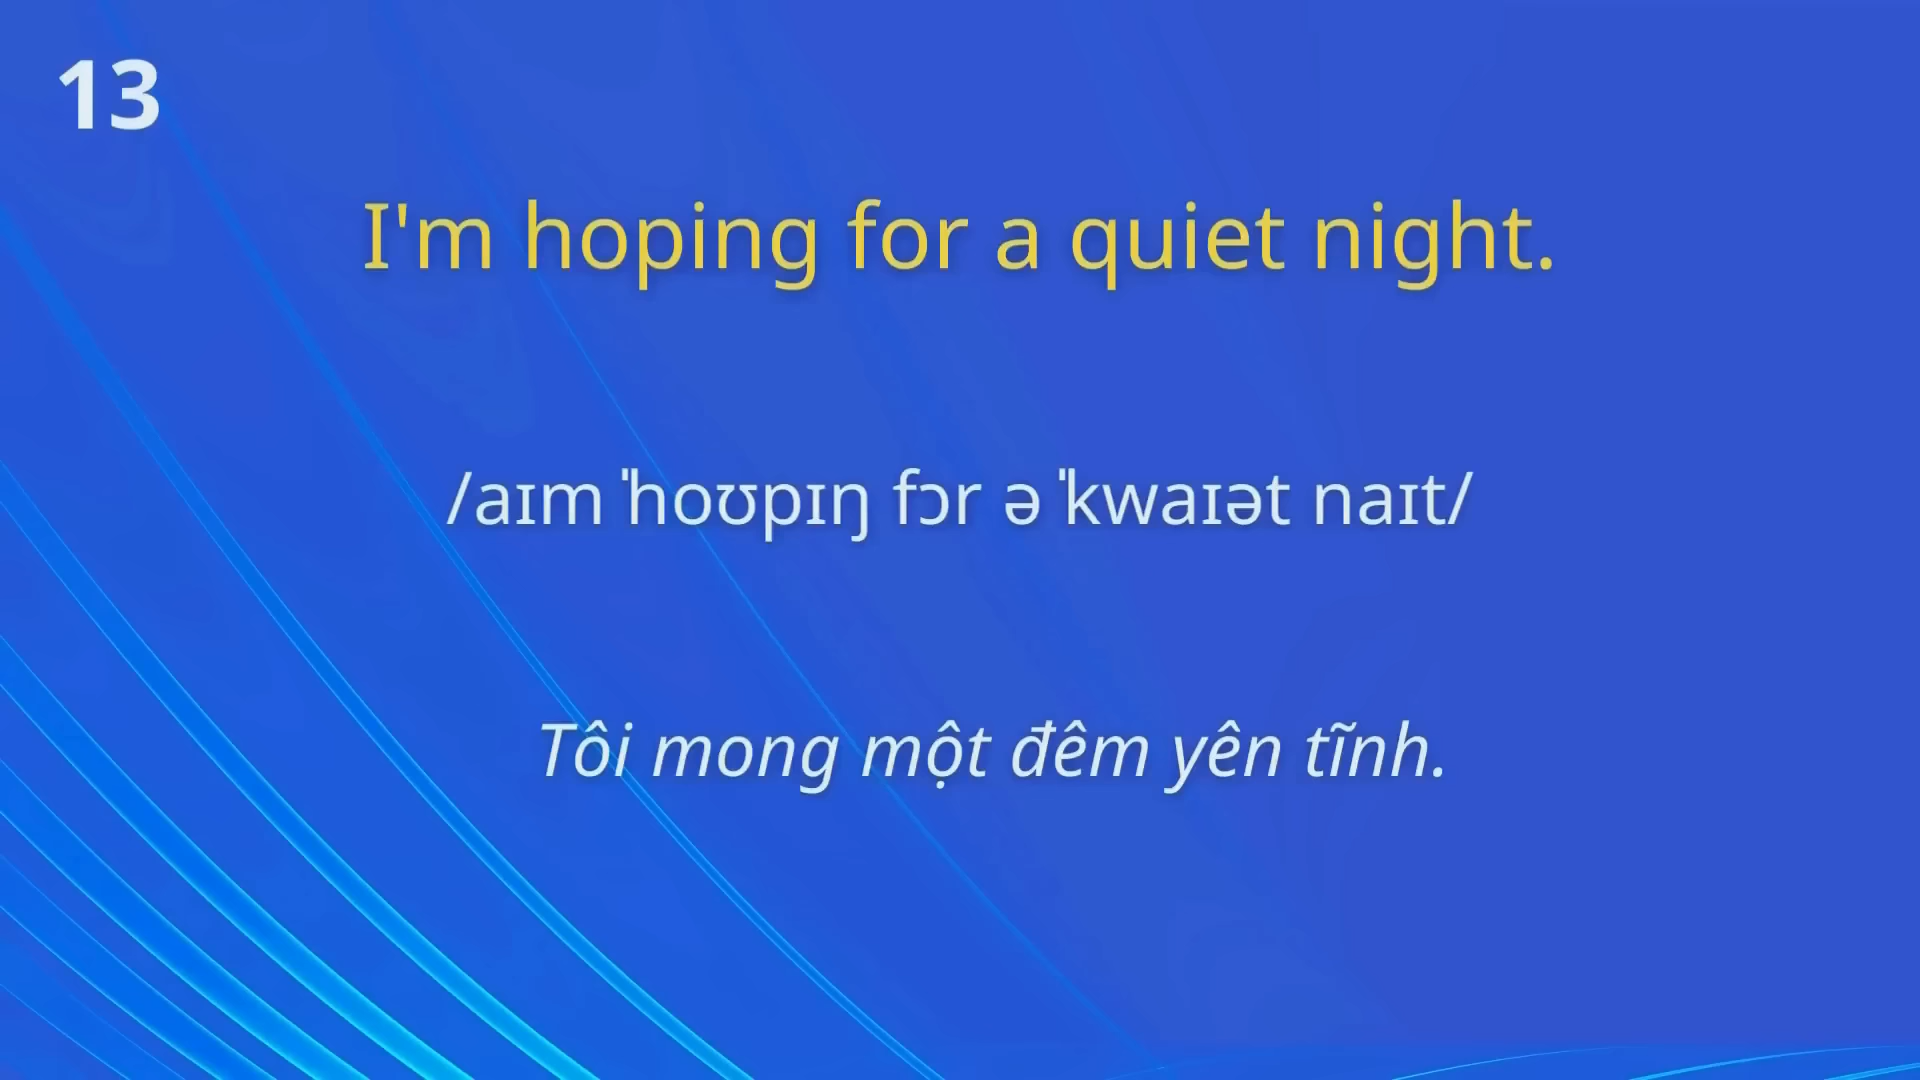 13
I'm hoping for a quiet night.
/aɪm ˈhoʊpɪŋ fɔr ə ˈkwaɪət naɪt/
Tôi mong một đêm yên tĩnh.